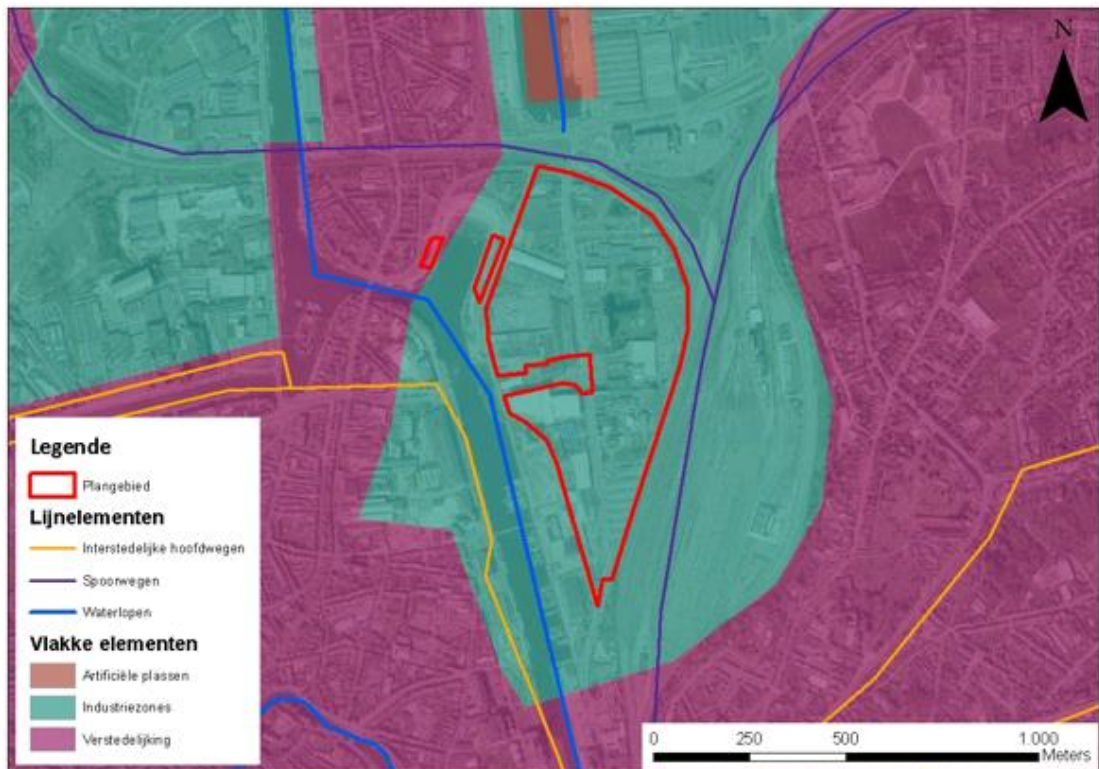 N
Legende
Plangebied
Lijnelementen
Interstedelijke hoofdwegen
Spoorwegen
Waterlopen
Vlakke elementen
Artificiële plassen
Industriezones
Verstedelijking
0 250 500 1.000
Meters